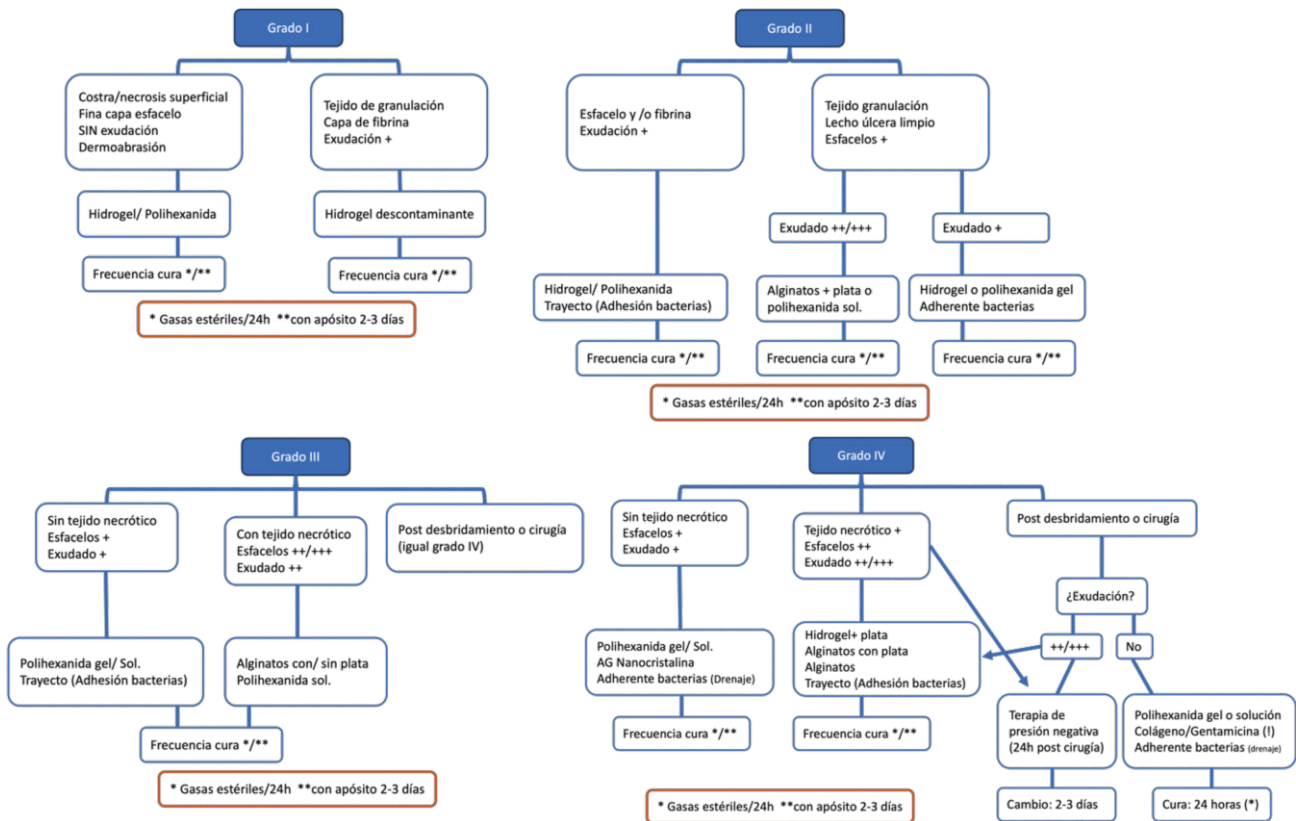 Grado I
Costra/necrosis superficial
Fina capa esfacelo
SIN exudación
Dermoabrasión
Tejido de granulación
Capa de fibrina
Exudación +
Hidrogel/ Polihexanida
Hidrogel descontaminante
Frecuencia cura */**
Frecuencia cura */**
* Gasas estériles/24h **con apósito 2-3 días
Grado II
Esfacelo y /o fibrina
Exudación +
Tejido granulación
Lecho úlcera limpio
Esfacelos +
Exudado ++/+++
Exudado +
Hidrogel/ Polihexanida
Trayecto (Adhesión bacterias)
Alginatos + plata o
polihexanida sol.
Hidrogel o polihexanida gel
Adherente bacterias
Frecuencia cura */**
Frecuencia cura */**
Frecuencia cura */**
* Gasas estériles/24h **con apósito 2-3 días
Grado III
Sin tejido necrótico
Esfacelos +
Exudado +
Con tejido necrótico
Esfacelos ++/+++
Exudado ++
Post desbridamiento o cirugía
(igual grado IV)
Polihexanida gel/ Sol.
Trayecto (Adhesión bacterias)
Alginatos con/ sin plata
Polihexanida sol.
Frecuencia cura */**
* Gasas estériles/24h **con apósito 2-3 días
Grado IV
Sin tejido necrótico
Esfacelos +
Exudado +
Tejido necrótico +
Esfacelos ++
Exudado ++/+++
Post desbridamiento o cirugía
¿Exudación?
++/+++
No
Polihexanida gel/ Sol.
AG Nanocristalina
Adherente bacterias (Drenaje)
Hidrogel+ plata
Alginatos con plata
Alginatos
Trayecto (Adhesión bacterias)
Terapia de
presión negativa
(24h post cirugía)
Polihexanida gel o solución
Colágeno/Gentamicina (!)
Adherente bacterias (drenaje)
Frecuencia cura */**
Frecuencia cura */**
Cambio: 2-3 días
Cura: 24 horas (*)
* Gasas estériles/24h **con apósito 2-3 días